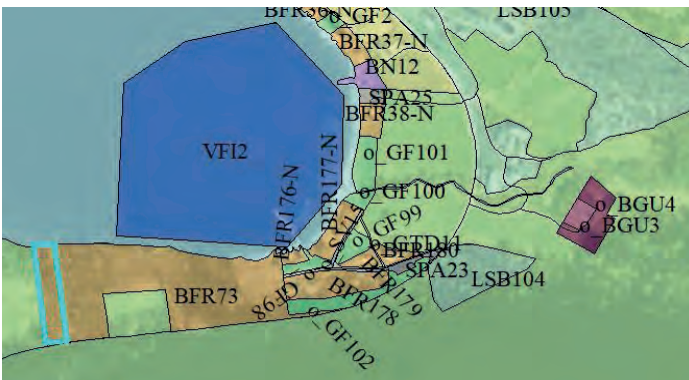 BFR36-N
GF2
LSB105
BFR37-N
BN12
SPA25
BFR38-N
VFI2
GF101
BFR177-N
GF100
BFR176-N
GF99
BGU4
BGU3
GTD11
BFR180
SPA23
LSB104
BFR73
GF98
BFR179
BFR178
GF102